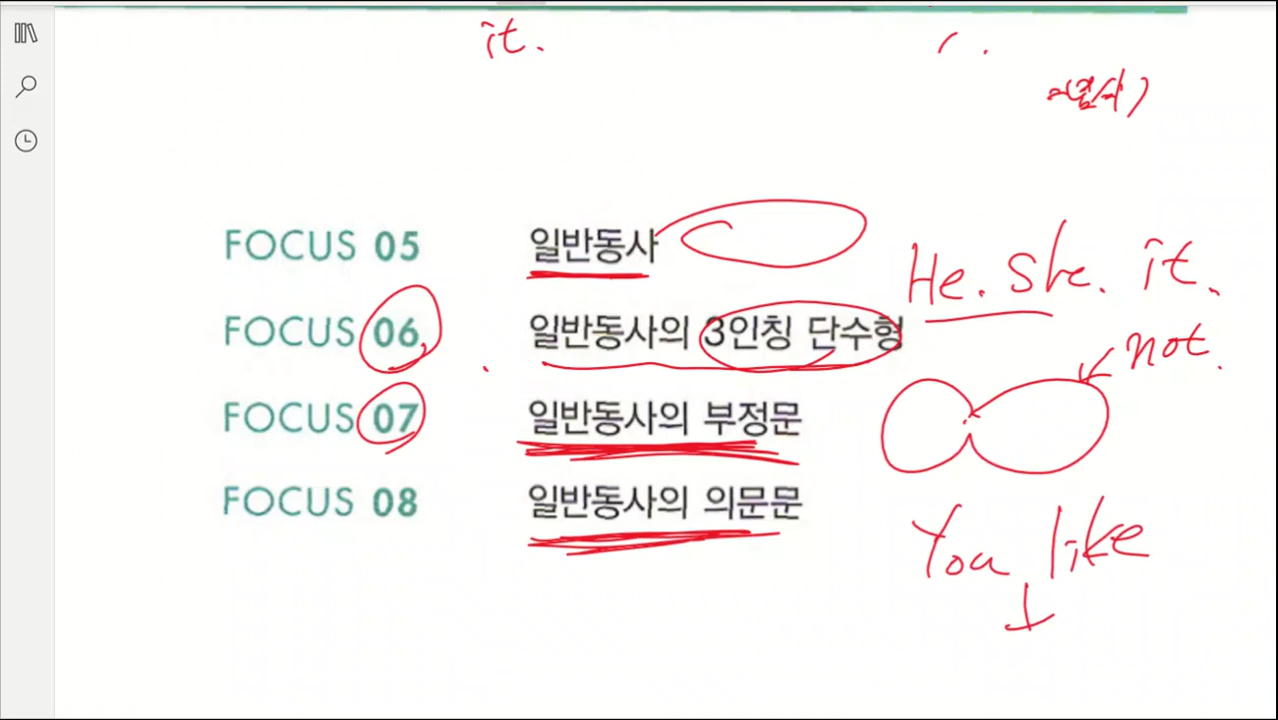 it.
FOCUS 05 일반동사
He. She. it.
FOCUS 06 일반동사의 3인칭 단수형
not.
FOCUS 07 일반동사의 부정문
FOCUS 08 일반동사의 의문문
You like